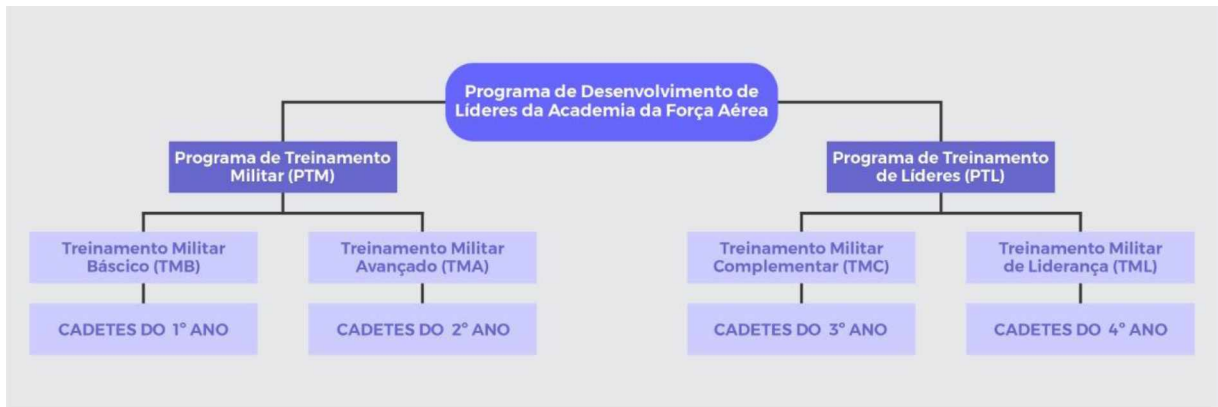 Programa de Desenvolvimento de
Líderes da Academia da Força Aérea
Programa de Treinamento
Militar (PTM)
Programa de Treinamento
de Líderes (PTL)
Treinamento Militar
Báscico (TMB)
Treinamento Militar
Avançado (TMA)
Treinamento Militar
Complementar (TMC)
Treinamento Militar
de Liderança (TML)
CADETES DO 1º ANO
CADETES DO 2º ANO
CADETES DO 3º ANO
CADETES DO 4º ANO